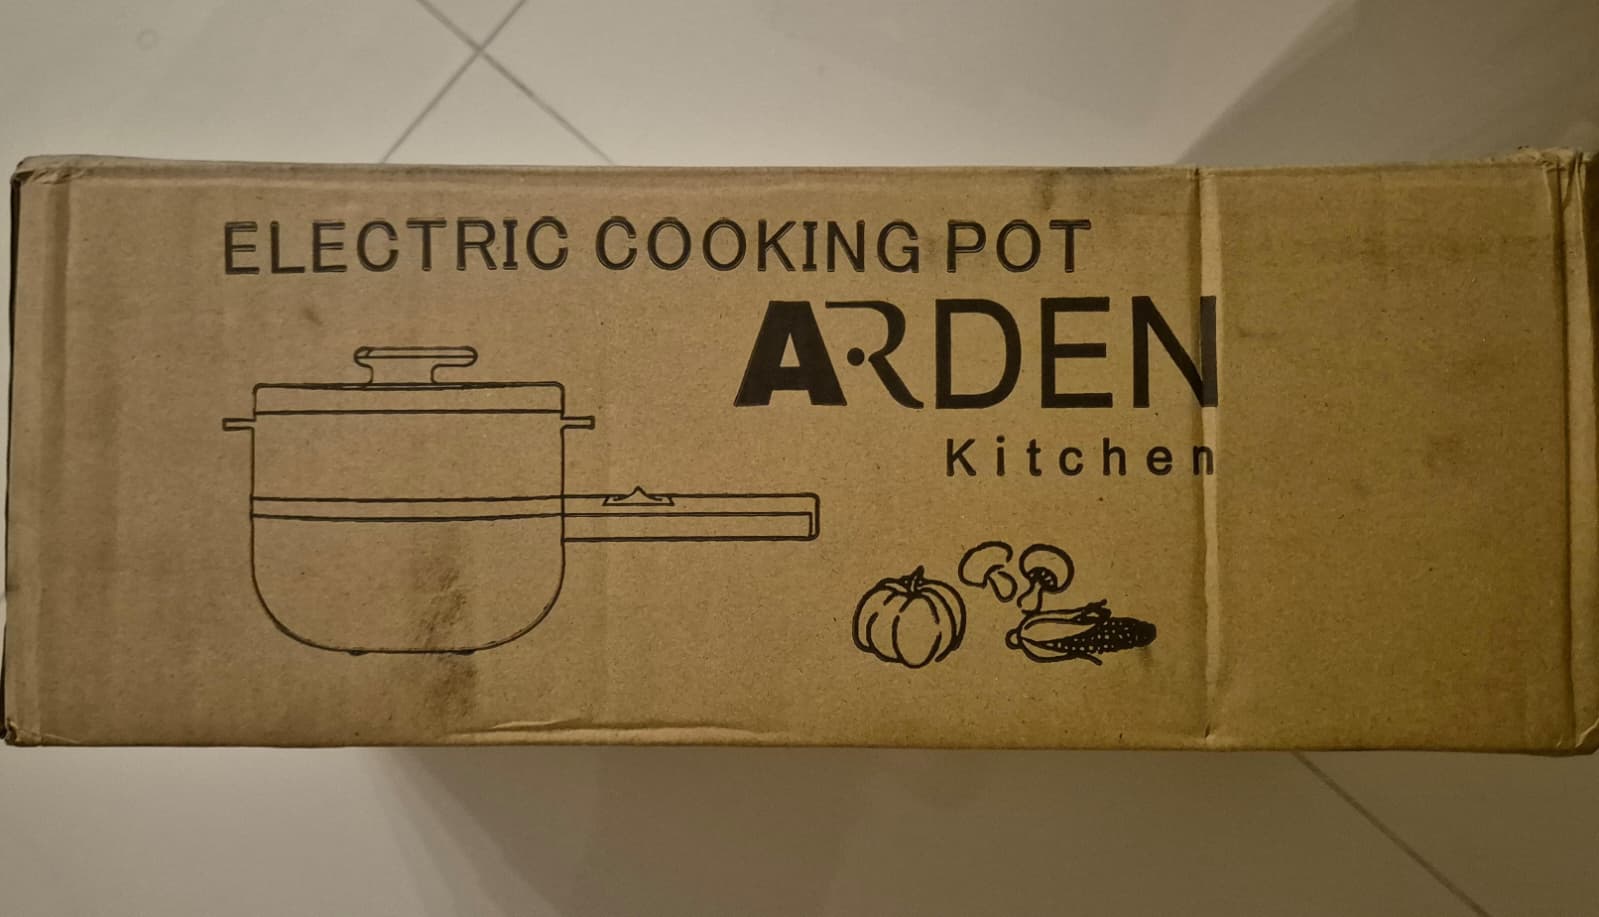 ELECTRIC COOKING POT
ARDEN
Kitchen